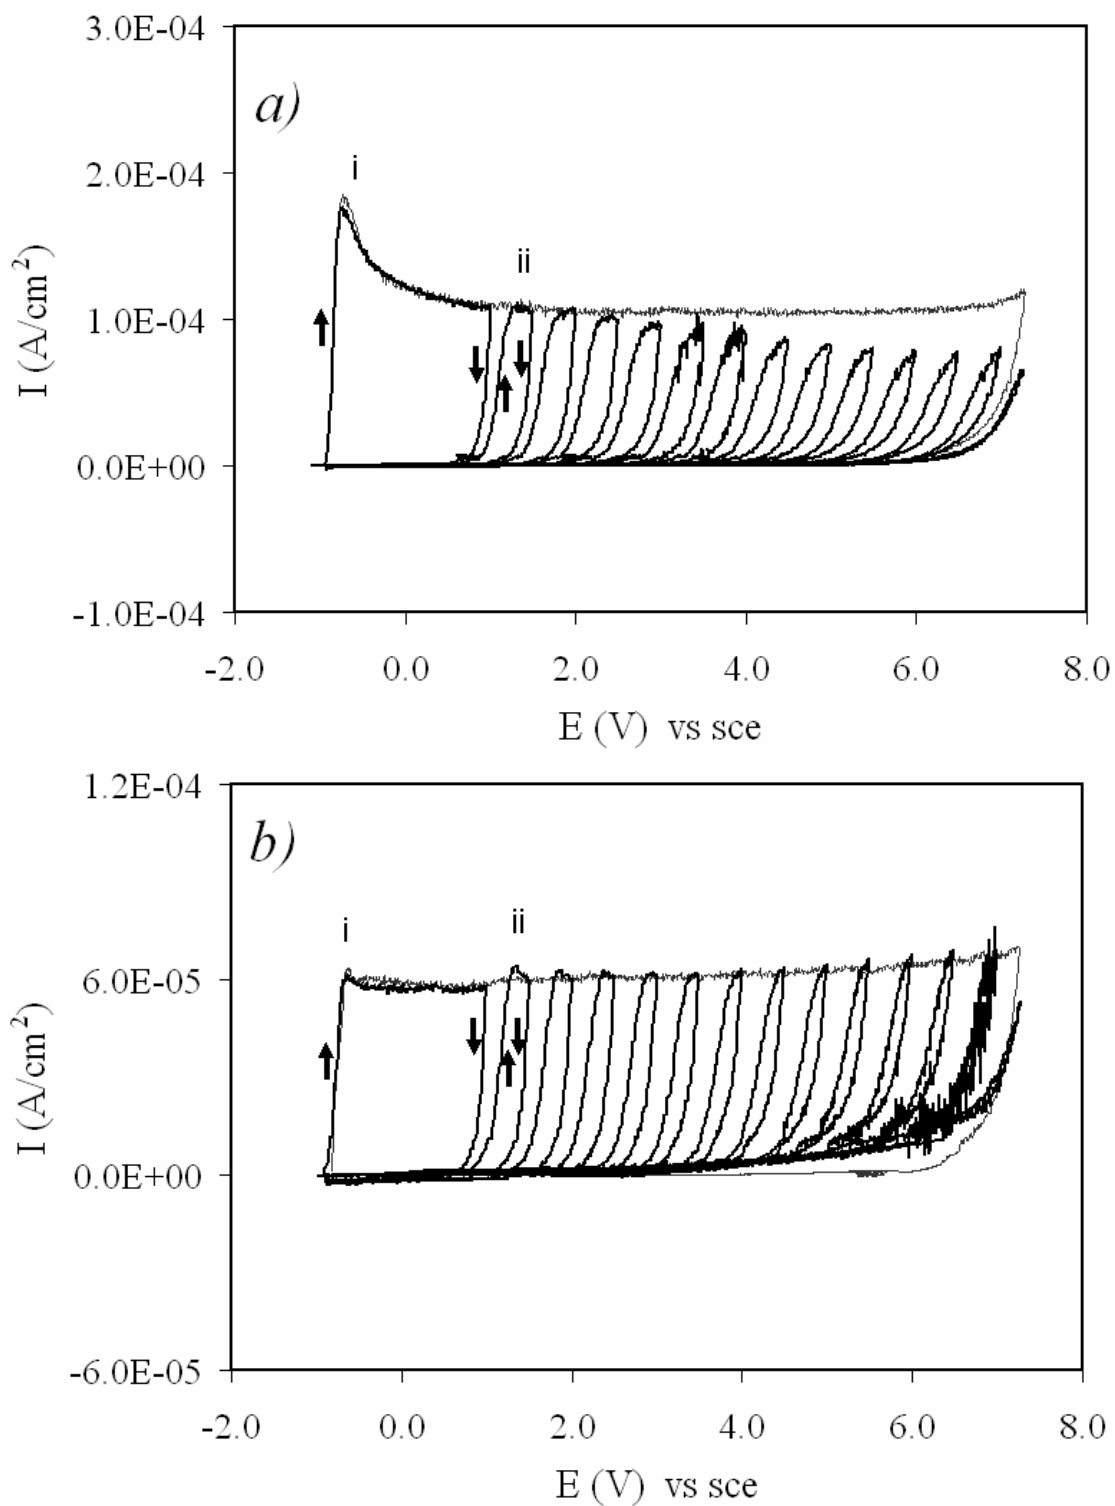 3.0E-04
a)
2.0E-04
i
ii
I (A/cm²)
1.0E-04
0.0E+00
-1.0E-04
-2.0 0.0 2.0 4.0 6.0 8.0
E (V) vs sce
1.2E-04
b)
i
ii
6.0E-05
I (A/cm²)
0.0E+00
-6.0E-05
-2.0 0.0 2.0 4.0 6.0 8.0
E (V) vs sce